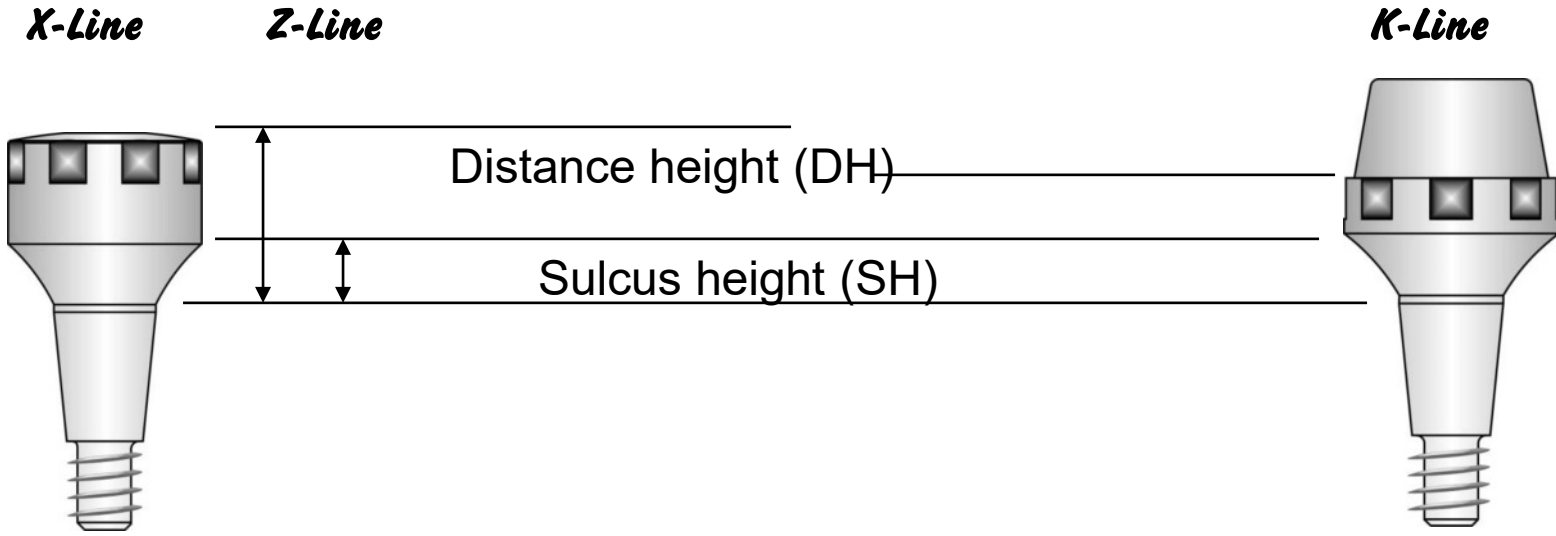 X-Line Z-Line K-Line
Distance height (DH)
Sulcus height (SH)